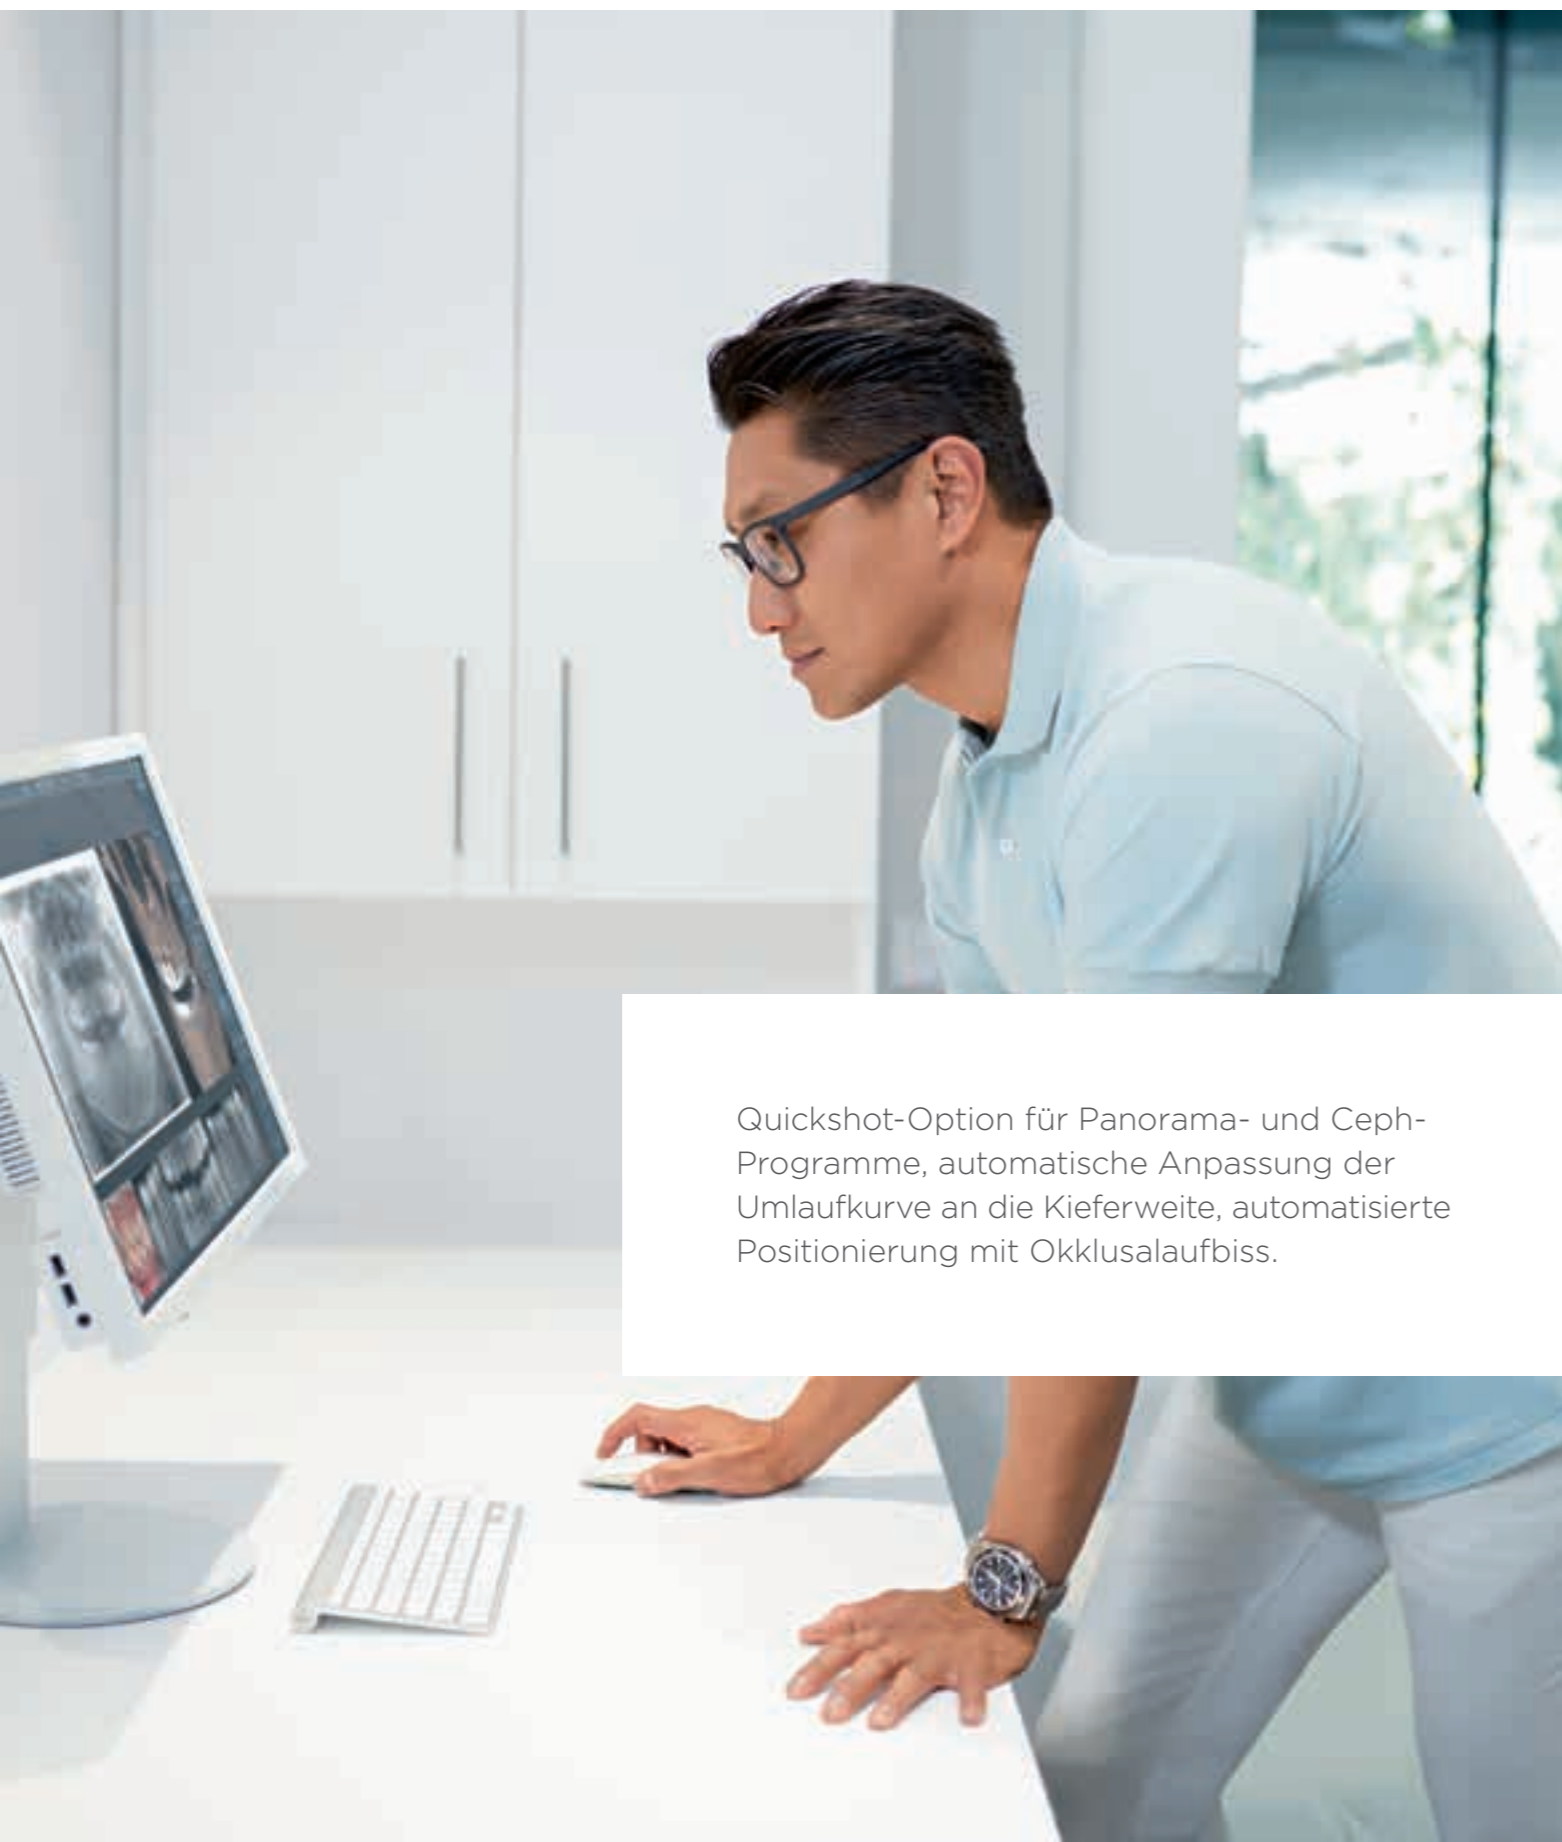 Quickshot-Option für Panorama- und Ceph-
Programme, automatische Anpassung der
Umlaufkurve an die Kieferweite, automatisierte
Positionierung mit Okklusalaufbiss.